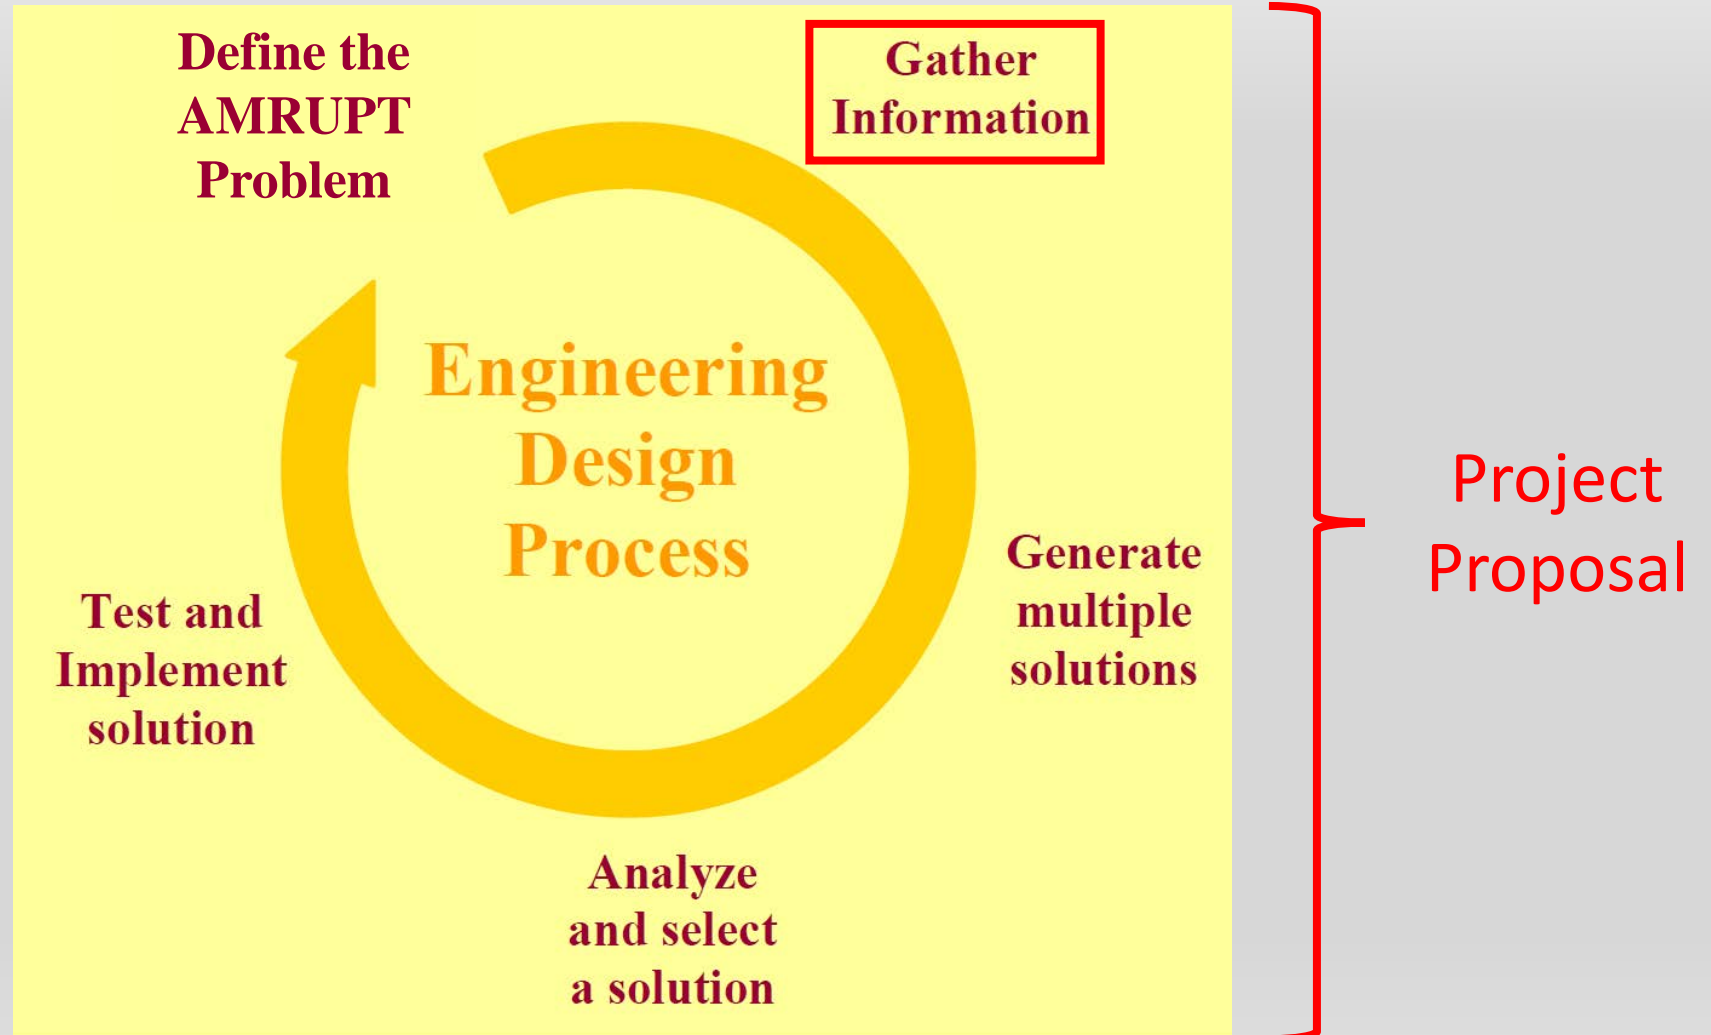 Define the
AMRUPT
Problem
Gather
Information
Engineering
Design
Process
Generate
multiple
solutions
Analyze
and select
a solution
Test and
Implement
solution
Project
Proposal